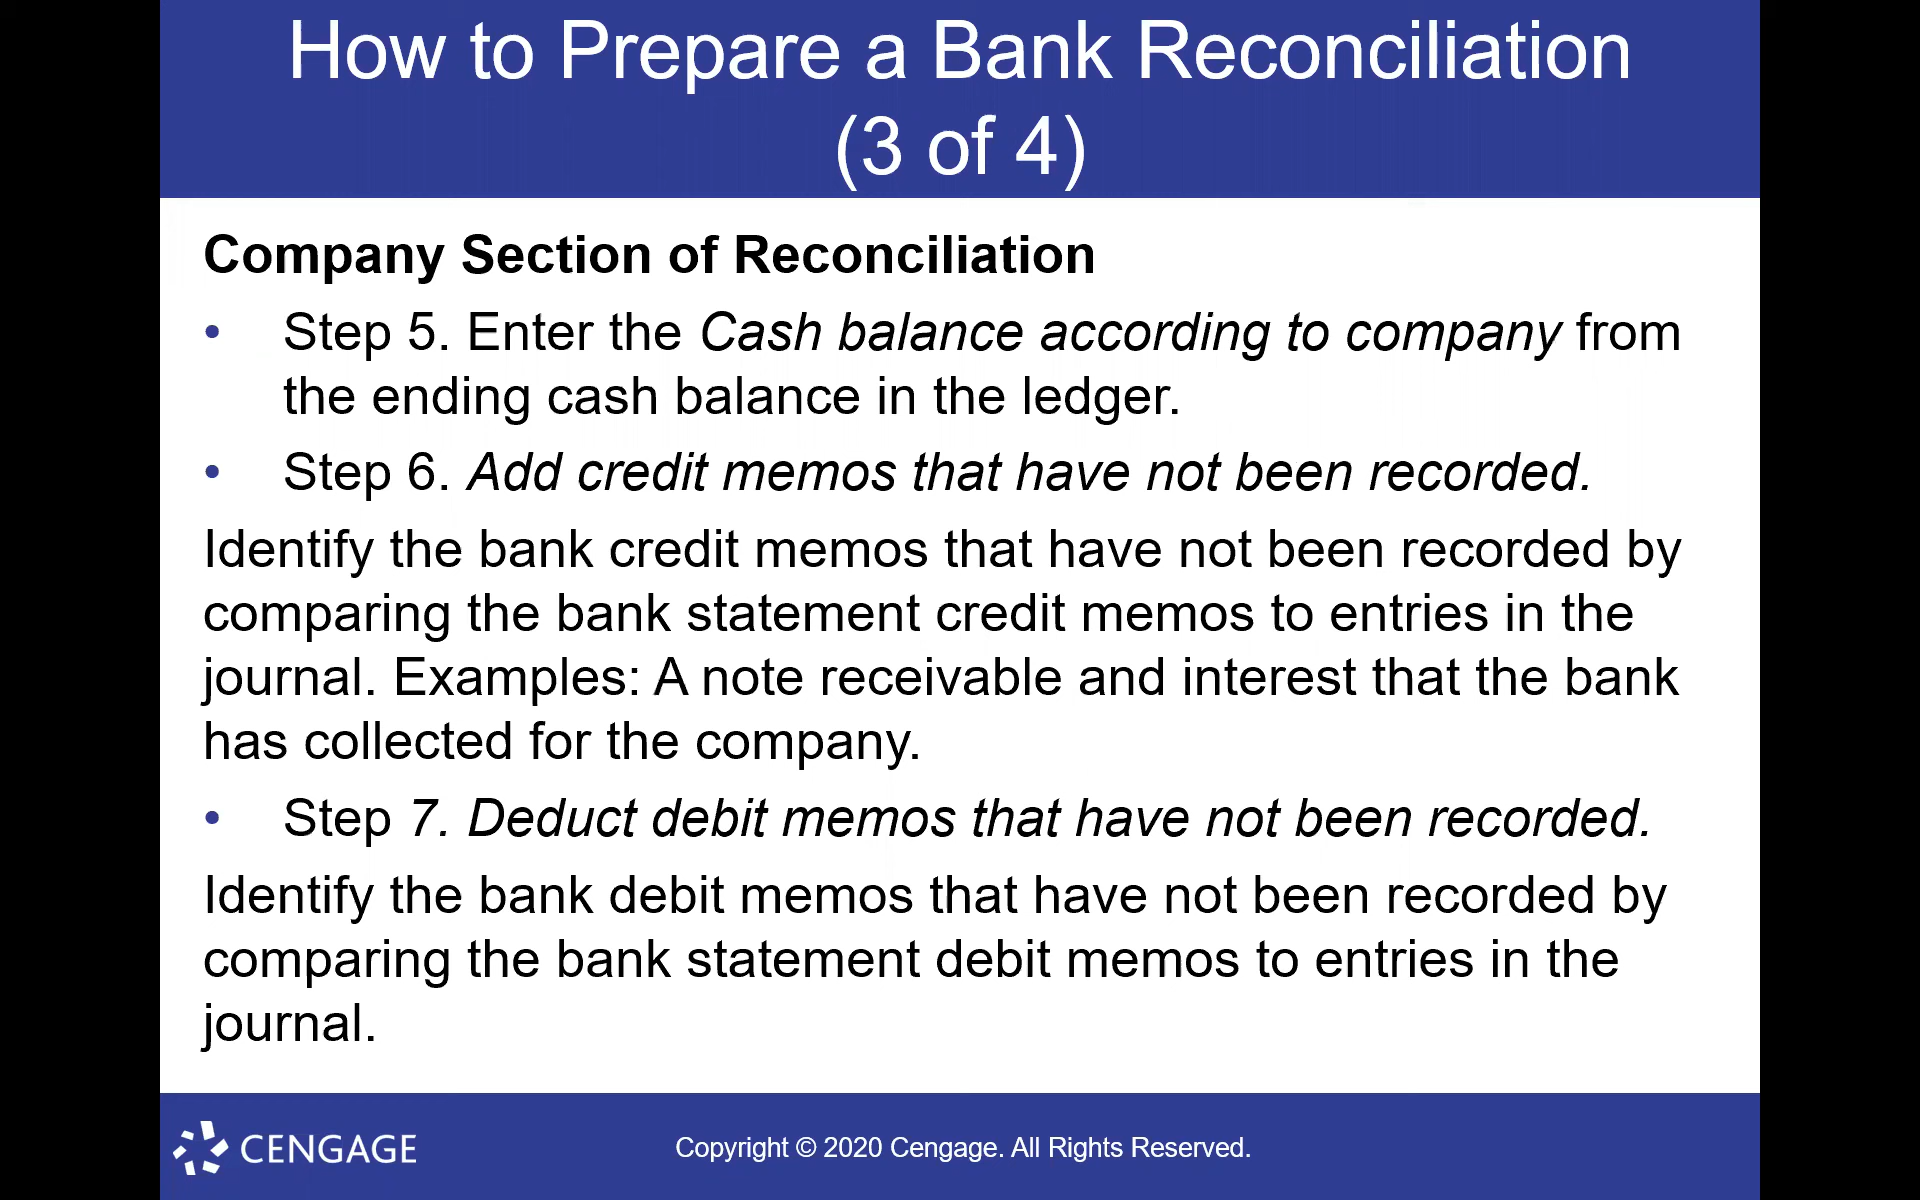 How to Prepare a Bank Reconciliation
(3 of 4)
Company Section of Reconciliation
• Step 5. Enter the Cash balance according to company from
the ending cash balance in the ledger.
• Step 6. Add credit memos that have not been recorded.
Identify the bank credit memos that have not been recorded by
comparing the bank statement credit memos to entries in the
journal. Examples: A note receivable and interest that the bank
has collected for the company.
• Step 7. Deduct debit memos that have not been recorded.
Identify the bank debit memos that have not been recorded by
comparing the bank statement debit memos to entries in the
journal.
CENGAGE
Copyright © 2020 Cengage. All Rights Reserved.